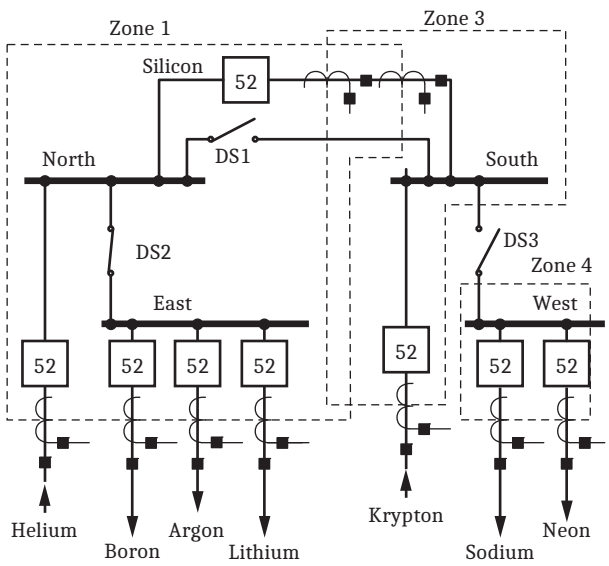 Zone 3
Zone 1
Silicon
52
DS1
North
South
DS2
DS3
Zone 4
East
West
52
52
52
52
52
52
52
Helium
Boron
Argon
Lithium
Krypton
Sodium
Neon